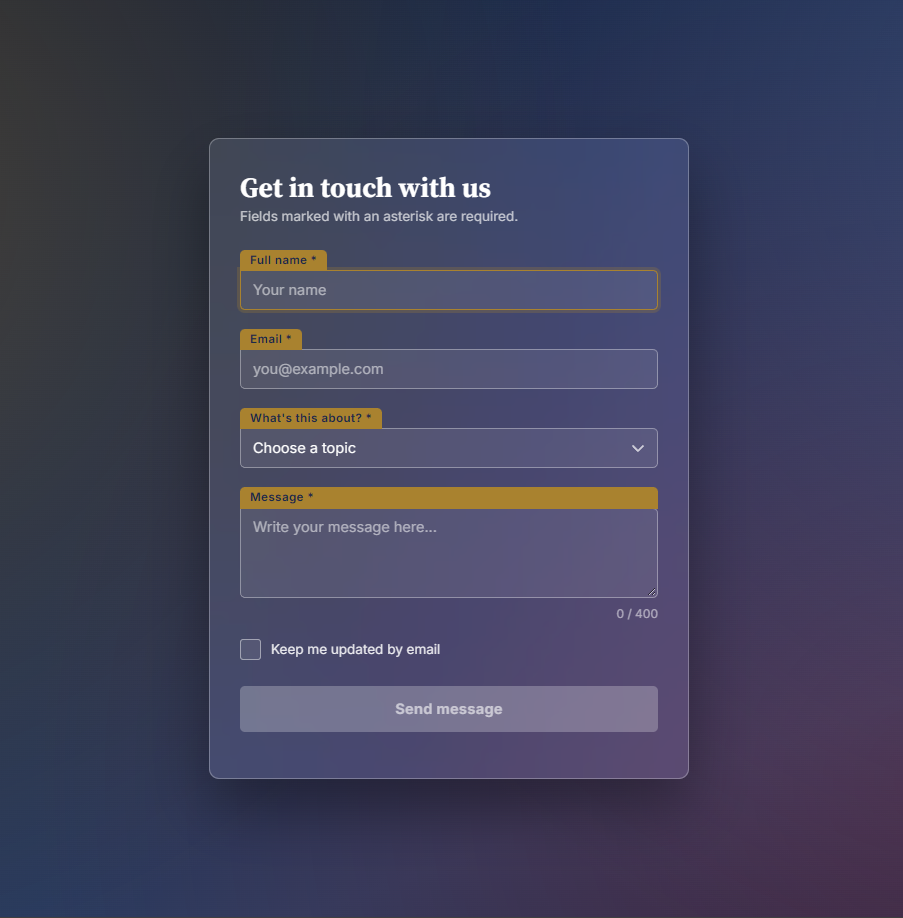 Get in touch with us
Fields marked with an asterisk are required.
Full name *
Your name
Email *
you@example.com
What's this about? *
Choose a topic
Message *
Write your message here...
0 / 400
Keep me updated by email
Send message